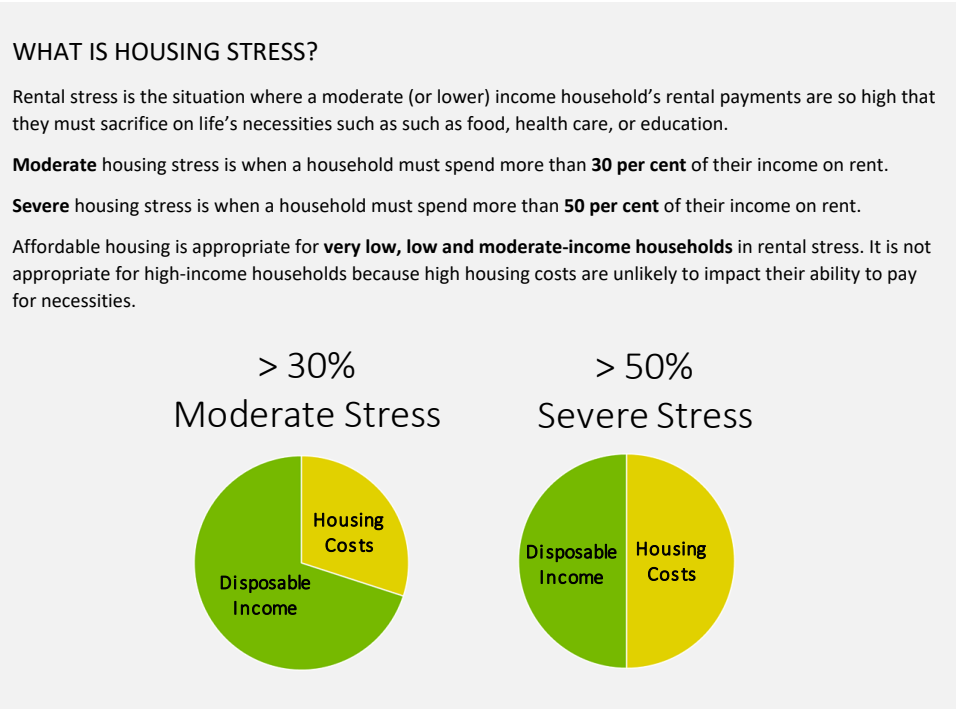 WHAT IS HOUSING STRESS?
Rental stress is the situation where a moderate (or lower) income household’s rental payments are so high that
they must sacrifice on life’s necessities such as such as food, health care, or education.
Moderate housing stress is when a household must spend more than 30 per cent of their income on rent.
Severe housing stress is when a household must spend more than 50 per cent of their income on rent.
Affordable housing is appropriate for very low, low and moderate-income households in rental stress. It is not
appropriate for high-income households because high housing costs are unlikely to impact their ability to pay
for necessities.
> 30%
Moderate Stress
Housing
Costs
Disposable
Income
> 50%
Severe Stress
Disposable
Income
Housing
Costs